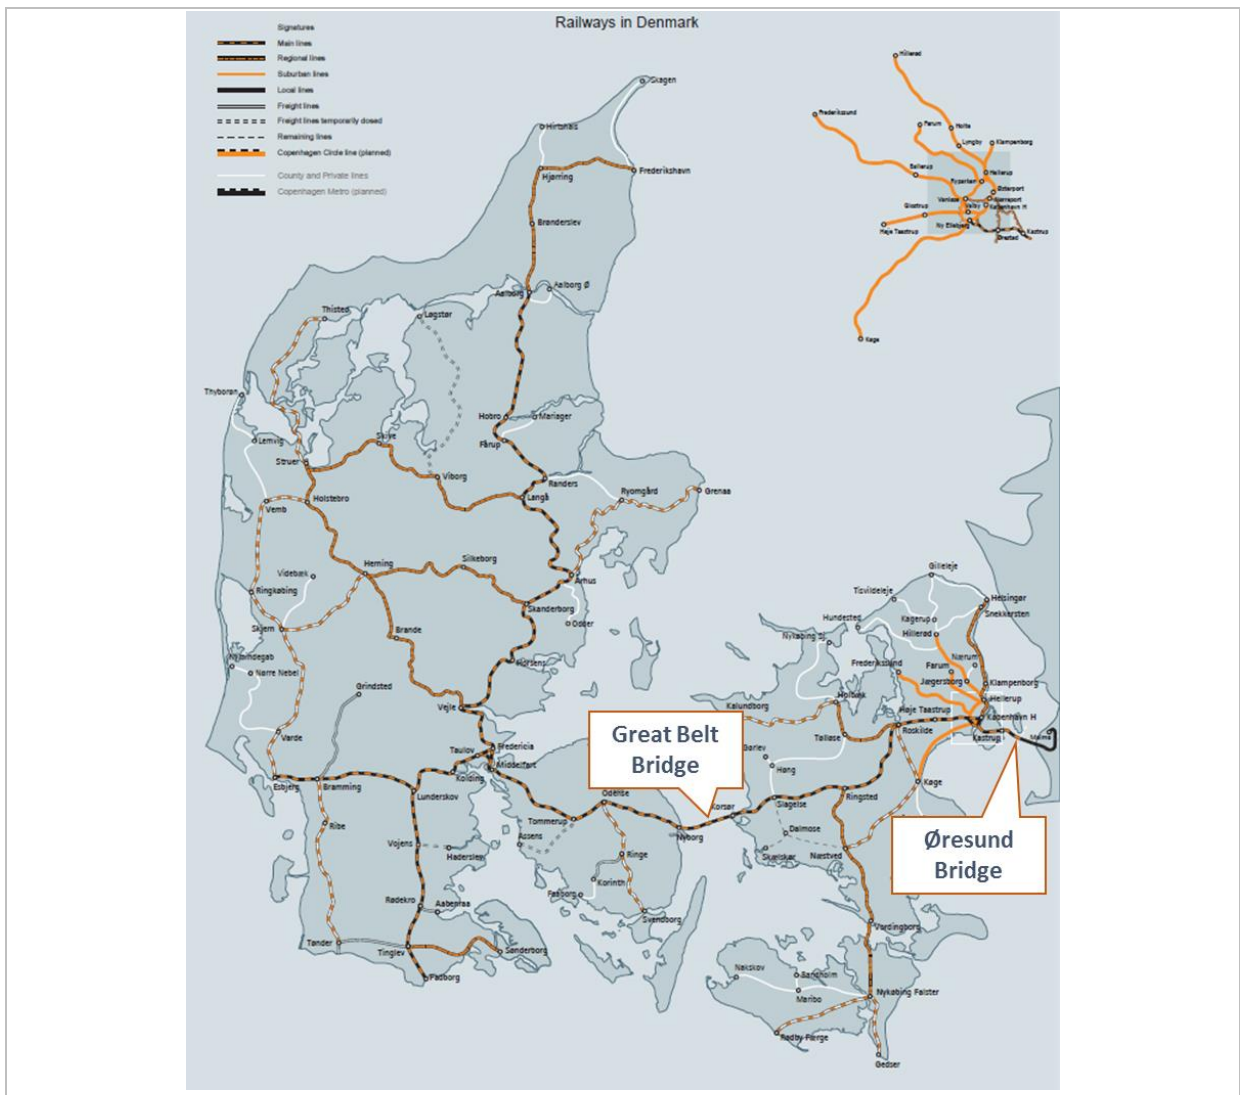 Railways in Denmark
Signatures
Main lines
Regional lines
Suburban lines
Local lines
Freight lines
Freight lines temporarily closed
Remaining lines
Copenhagen Circle line (planned)
County and Private lines
Copenhagen Metro (planned)
Hillerød
Frederikssund
Farum
Holte
Lyngby
Klampenborg
Ballerup
Hellerup
Ryparken
Østerport
Vanløse
Nørreport
Glostrup
Valby
København H
Høje Taastrup
Ny Ellebjerg
Ørestad
Kastrup
Køge
Skagen
Hirtshals
Hjørring
Frederikshavn
Brønderslev
Aalborg
Aalborg Ø
Thisted
Løgstør
Thyborøn
Hobro
Mariager
Lemvig
Skive
Fårup
Struer
Viborg
Randers
Ryomgård
Grenaa
Vemb
Holstebro
Langå
Videbæk
Herning
Silkeborg
Århus
Ringkøbing
Skanderborg
Odder
Skjern
Brande
Nørre Nebel
Grindsted
Horsens
Vejle
Varde
Taulov
Fredericia
Middelfart
Esbjerg
Bramming
Lunderskov
Kolding
Odense
Tommerup
Assens
Nyborg
Ribe
Vojens
Haderslev
Ringe
Korinth
Faaborg
Svendborg
Rødekro
Aabenraa
Tønder
Tinglev
Sønderborg
Padborg
Gilleleje
Tisvildeleje
Helsingør
Snekkersten
Hundested
Kagerup
Nykøbing Sj
Hillerød
Frederikssund
Nærum
Farum
Jægersborg
Klampenborg
Kalundborg
Holbæk
Hellerup
Høje Taastrup
København H
Tølløse
Roskilde
Kastrup
Malmø
Great Belt
Bridge
Gørlev
Høng
Køge
Korsør
Slagelse
Ringsted
Dalmose
Skælskør
Næstved
Øresund
Bridge
Vordingborg
Nakskov
Sandholm
Maribo
Nykøbing Falster
Rødby Færge
Gedser